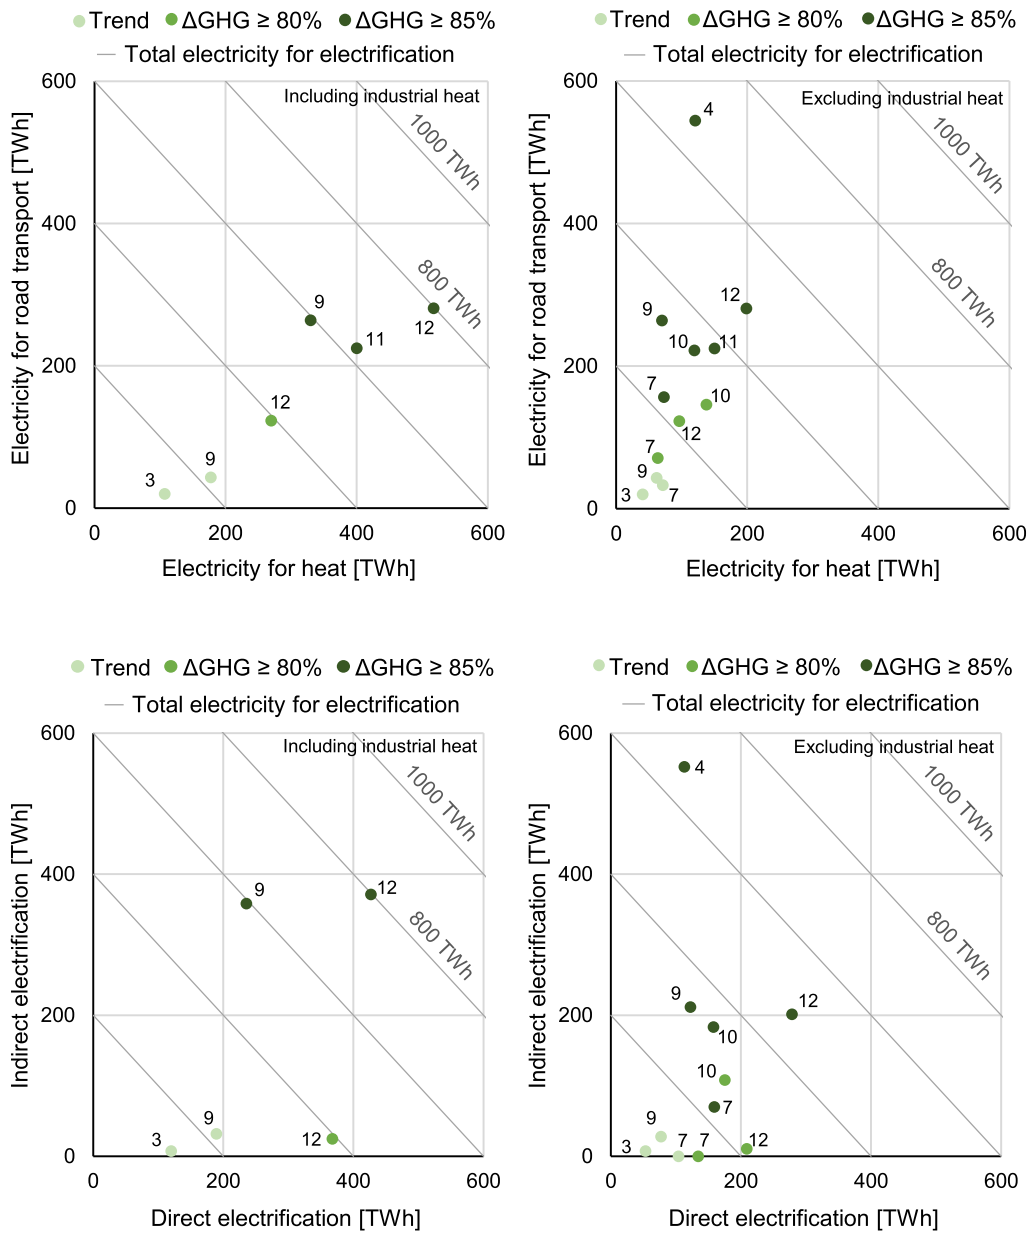 Trend ΔGHG ≥ 80% ΔGHG ≥ 85%
Total electricity for electrification
Including industrial heat
1000 TWh
800 TWh
Electricity for road transport [TWh]
600
400
200
0
9
11
12
12
9
3
0 200 400 600
Electricity for heat [TWh]
Trend ΔGHG ≥ 80% ΔGHG ≥ 85%
Total electricity for electrification
Excluding industrial heat
1000 TWh
800 TWh
Electricity for road transport [TWh]
600
400
200
0
4
12
9
10
11
7
10
12
7
9
3
7
0 200 400 600
Electricity for heat [TWh]
Trend ΔGHG ≥ 80% ΔGHG ≥ 85%
Total electricity for electrification
Including industrial heat
1000 TWh
800 TWh
Indirect electrification [TWh]
600
400
200
0
9
12
9
3
12
0 200 400 600
Direct electrification [TWh]
Trend ΔGHG ≥ 80% ΔGHG ≥ 85%
Total electricity for electrification
Excluding industrial heat
1000 TWh
800 TWh
Indirect electrification [TWh]
600
400
200
0
4
9
12
10
10
7
9
3
7
7
12
0 200 400 600
Direct electrification [TWh]